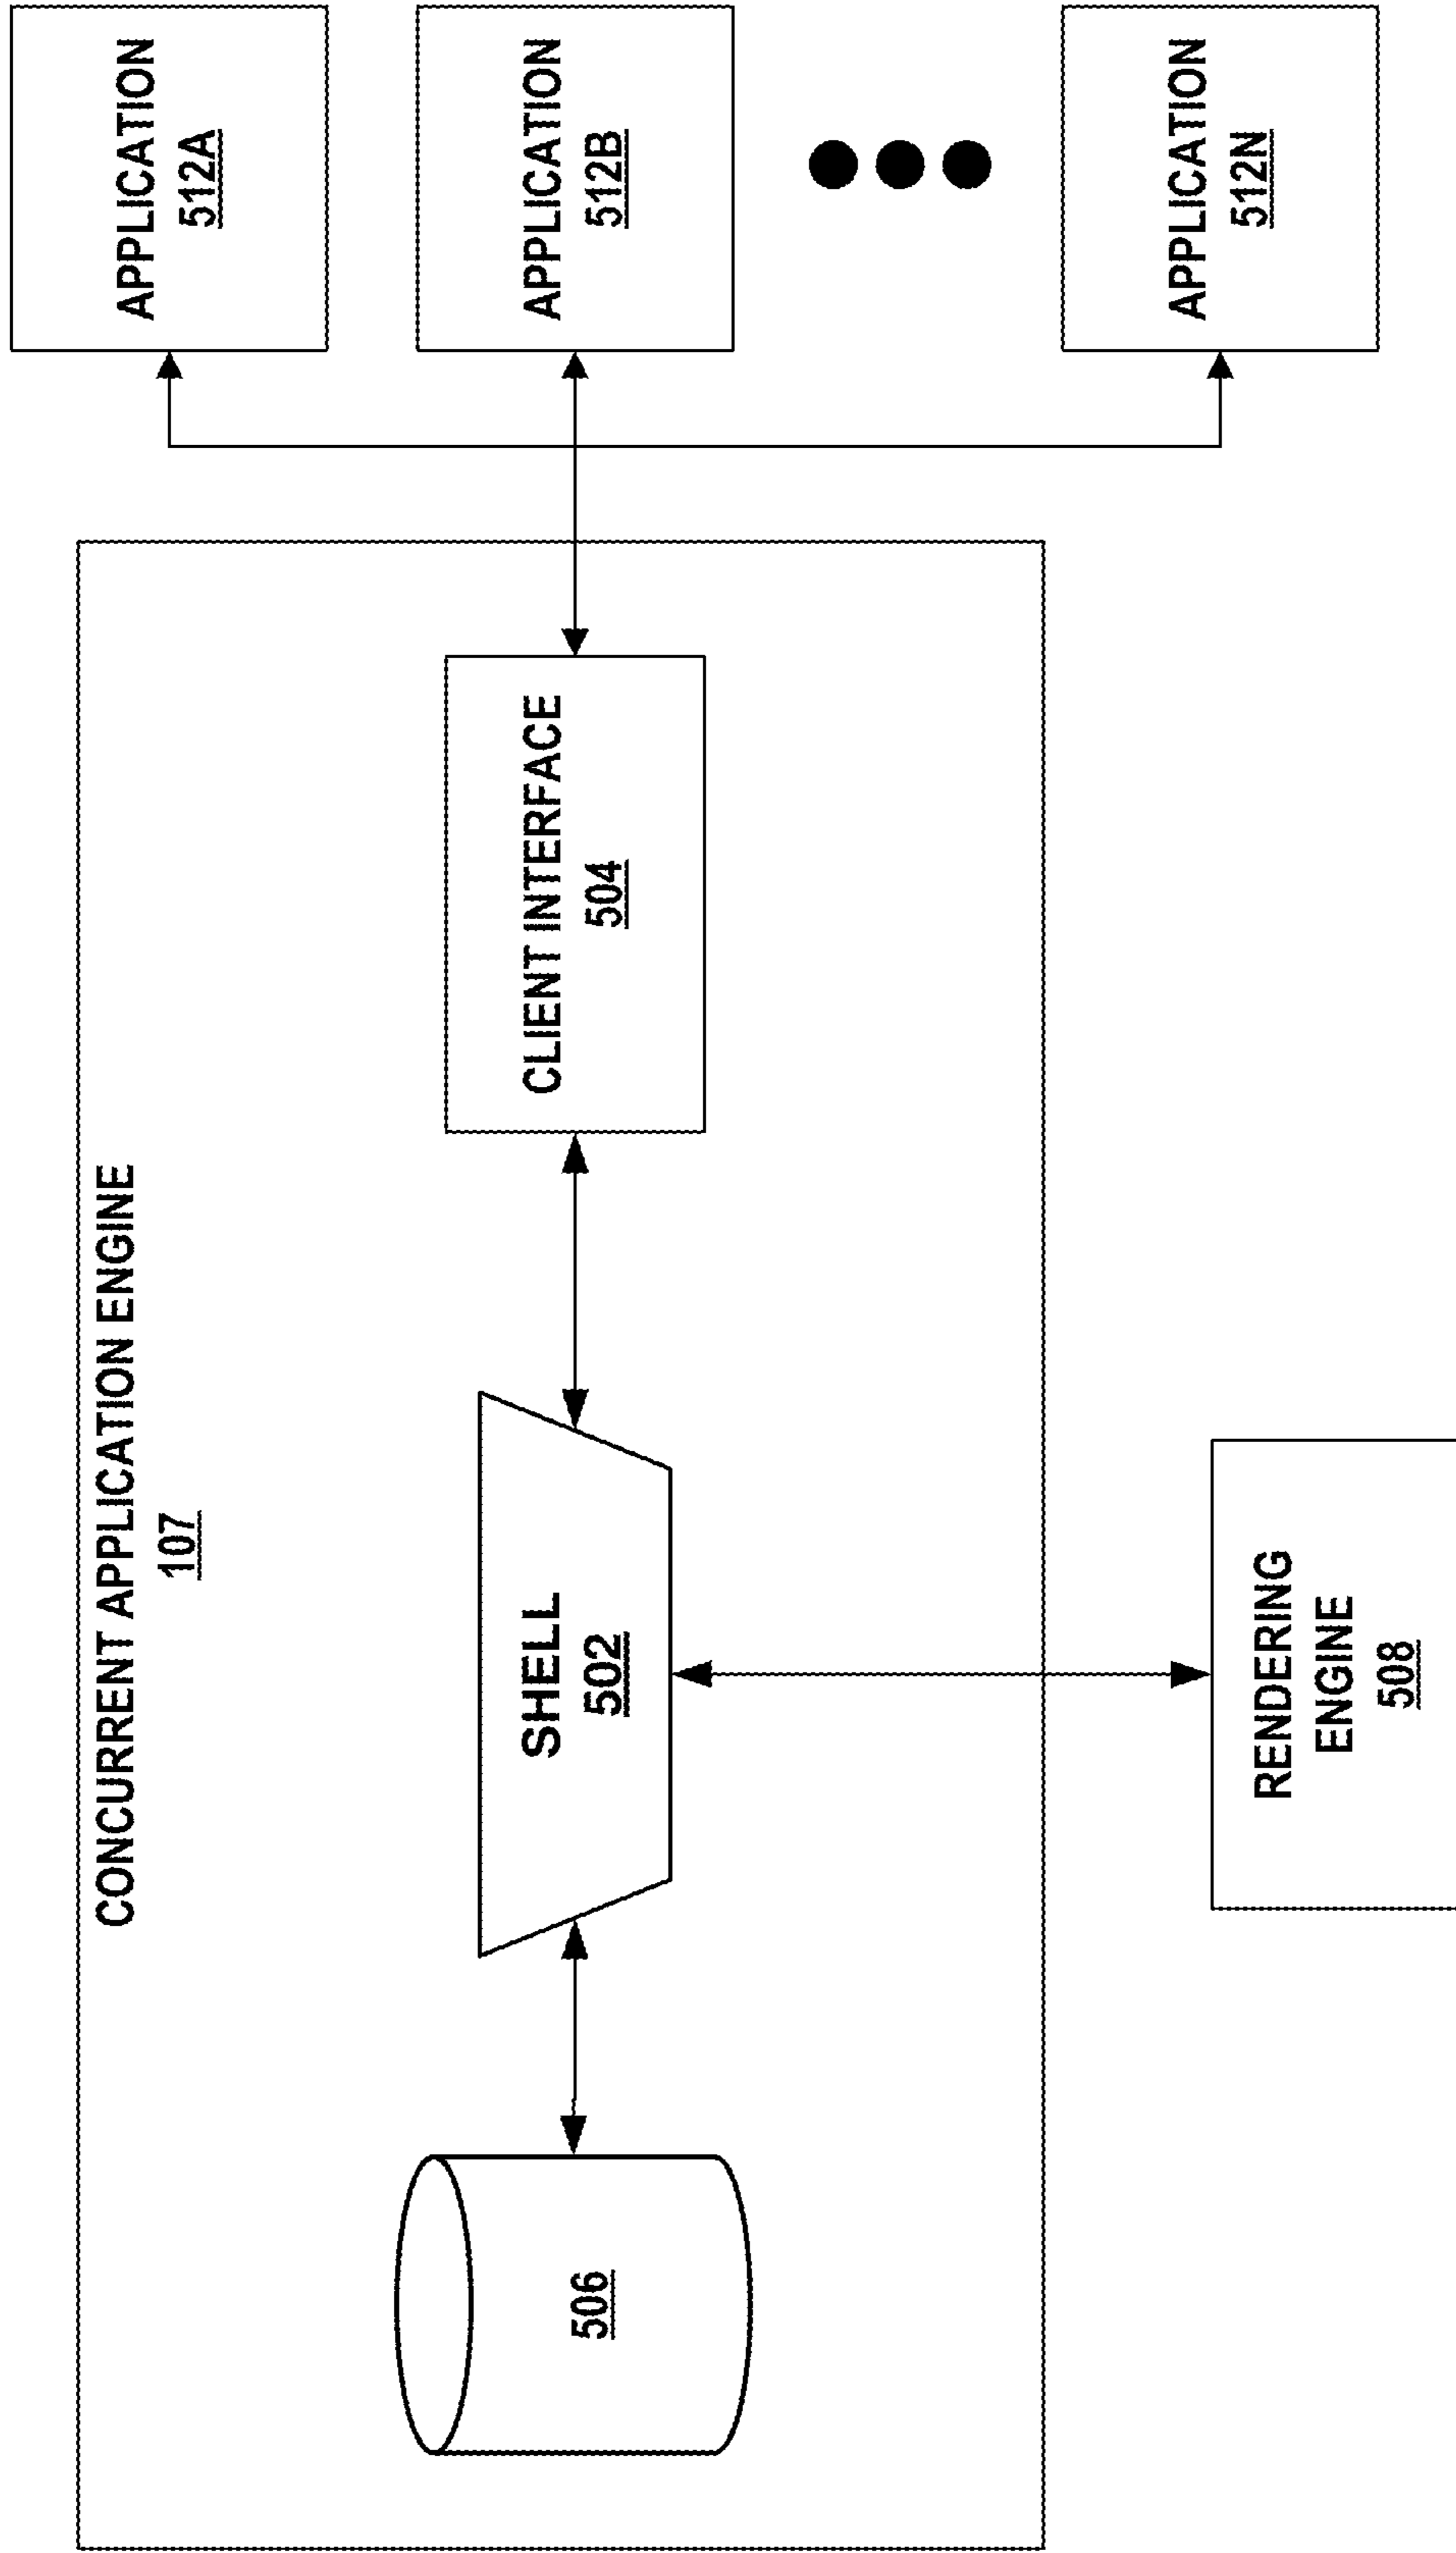 CONCURRENT APPLICATION ENGINE
107
506
SHELL
502
CLIENT INTERFACE
504
RENDERING
ENGINE
508
APPLICATION
512A
APPLICATION
512B
APPLICATION
512N